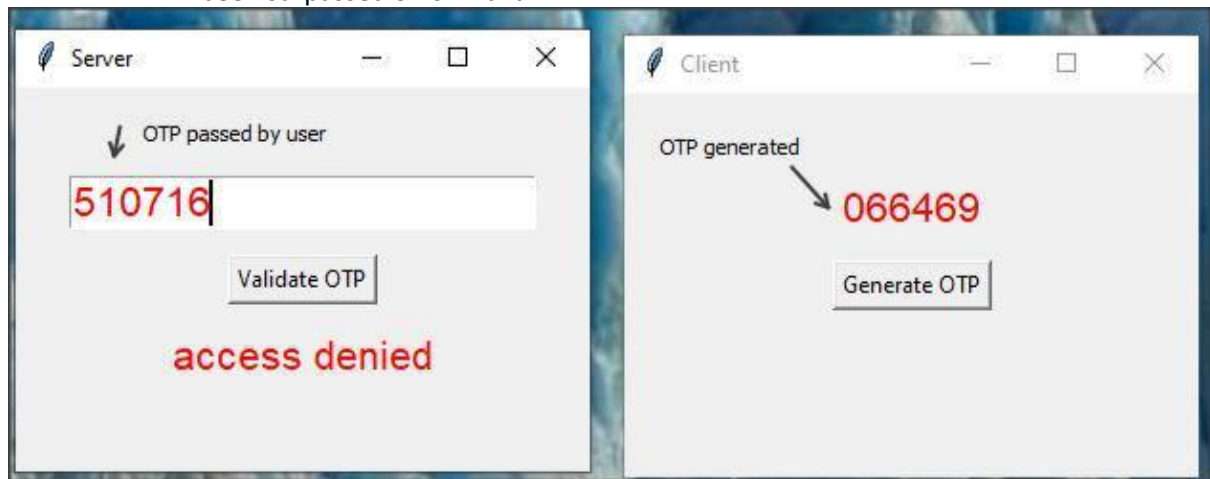 Server
OTP passed by user
510716
Validate OTP
access denied
Client
OTP generated
066469
Generate OTP